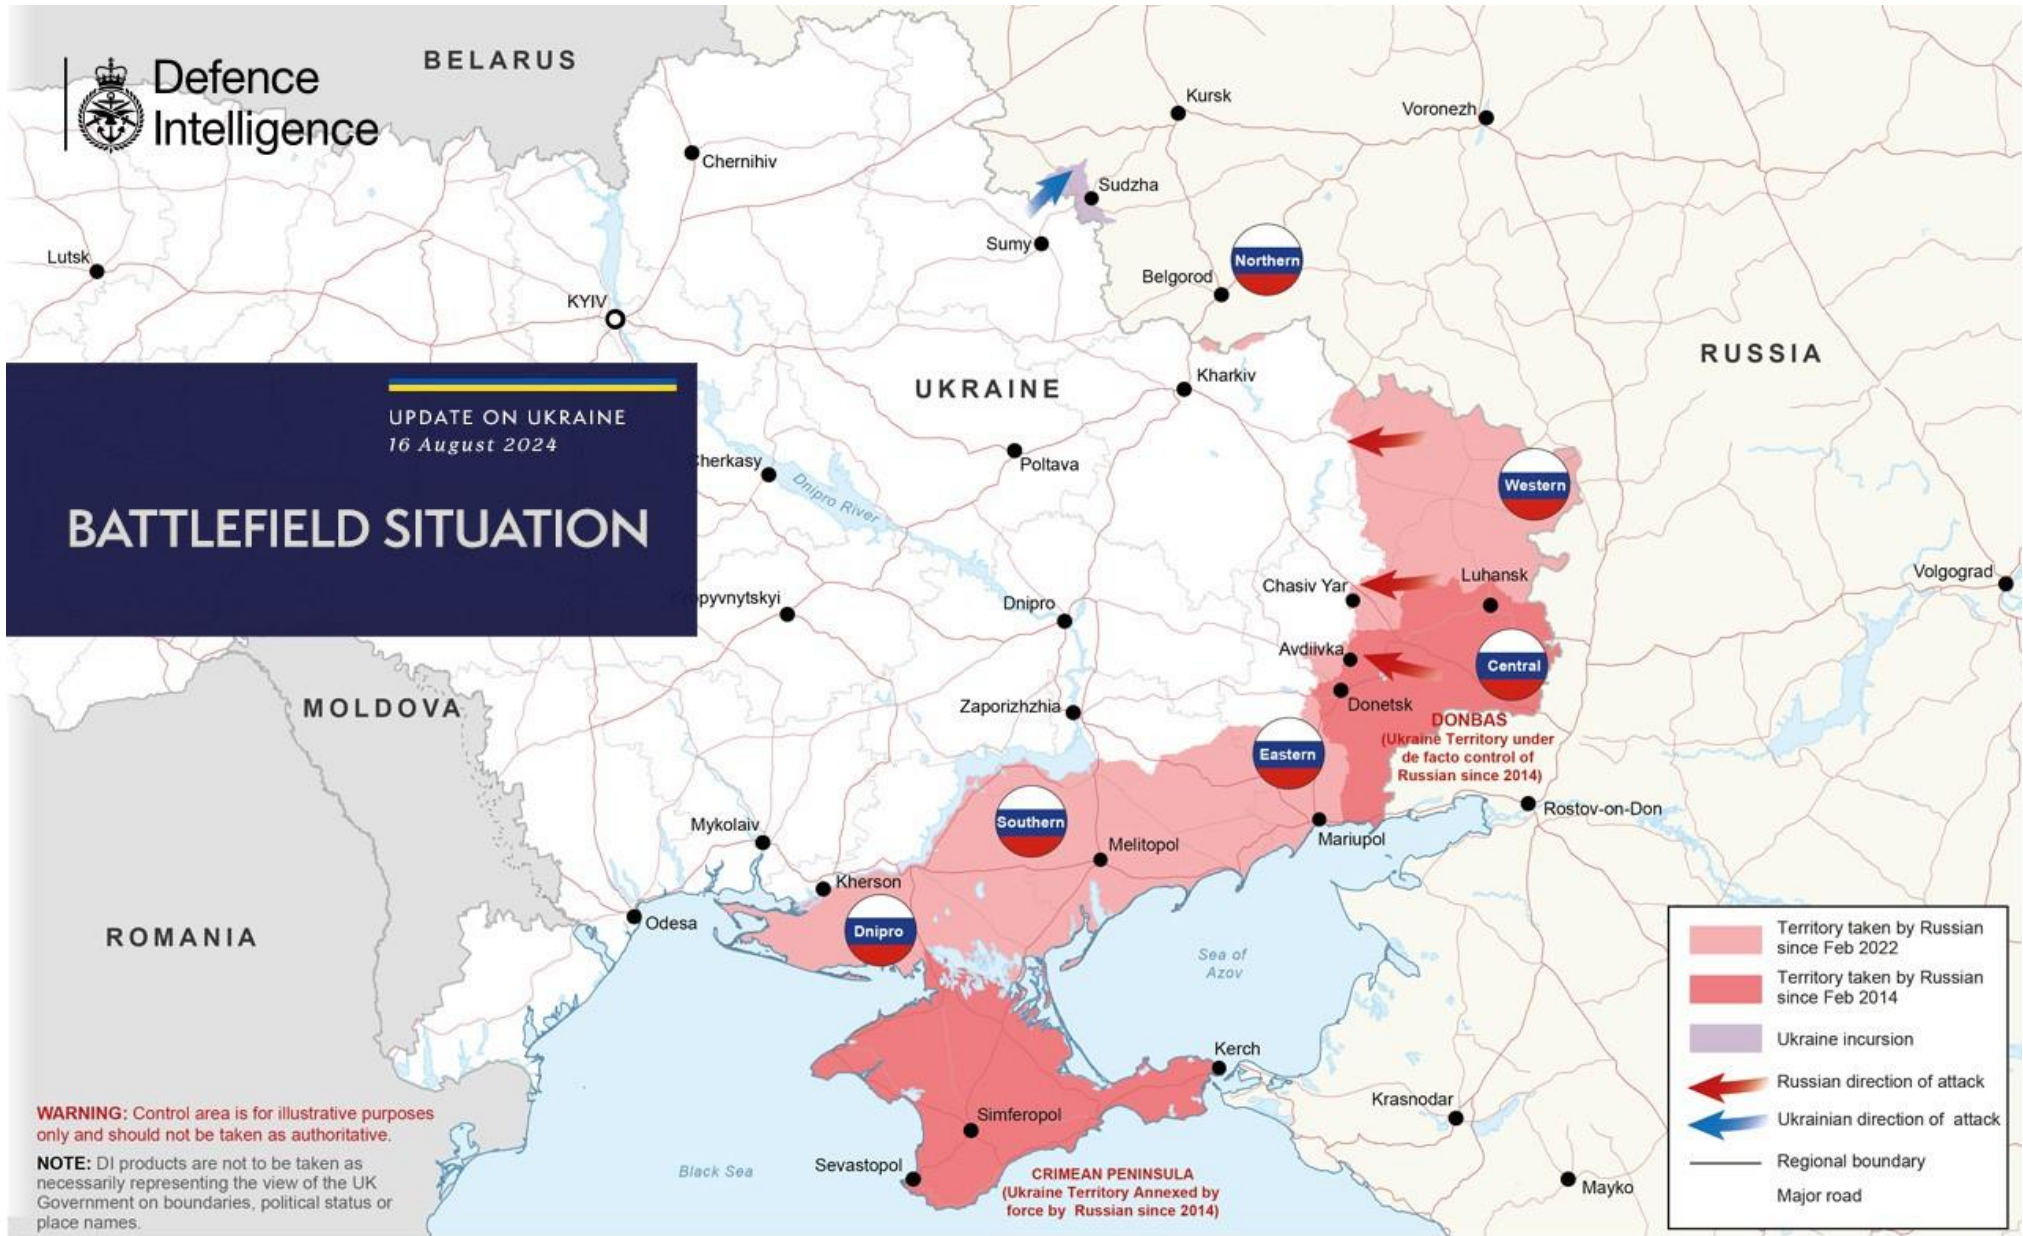 Defence
Intelligence
BELARUS
Kursk
Voronezh
Chernihiv
Sudzha
Lutsk
Sumy
Northern
Belgorod
KYIV
RUSSIA
UPDATE ON UKRAINE
16 August 2024
BATTLEFIELD SITUATION
UKRAINE
Kharkiv
herkasy
Poltava
Dnipro River
Western
Volgograd
Chasiv Yar
Luhansk
opyvnytskyi
Dnipro
Avdiivka
Central
MOLDOVA
Zaporizhzhia
Donetsk
DONBAS
(Ukraine Territory under
de facto control of
Russian since 2014)
Eastern
Southern
Rostov-on-Don
Mykolaiv
Melitopol
Mariupol
Kherson
Dnipro
Odesa
ROMANIA
Sea of
Azov
Territory taken by Russian
since Feb 2022
Territory taken by Russian
since Feb 2014
Ukraine incursion
Russian direction of attack
Ukrainian direction of attack
Regional boundary
Major road
Kerch
Krasnodar
Simferopol
Sevastopol
Black Sea
CRIMEAN PENINSULA
(Ukraine Territory Annexed by
force by Russian since 2014)
Mayko
WARNING: Control area is for illustrative purposes
only and should not be taken as authoritative.
NOTE: DI products are not to be taken as
necessarily representing the view of the UK
Government on boundaries, political status or
place names.